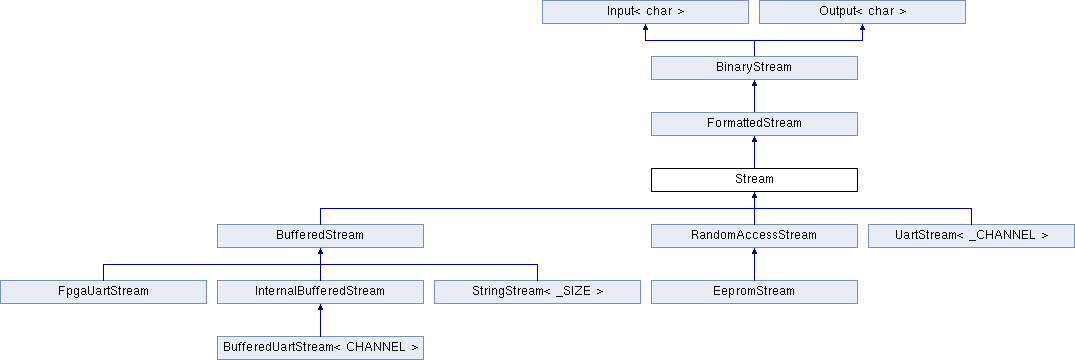 Input< char >
Output< char >
BinaryStream
FormattedStream
Stream
BufferedStream
RandomAccessStream
UartStream< _CHANNEL >
FpgaUartStream
InternalBufferedStream
StringStream< _SIZE >
EepromStream
BufferedUartStream< CHANNEL >